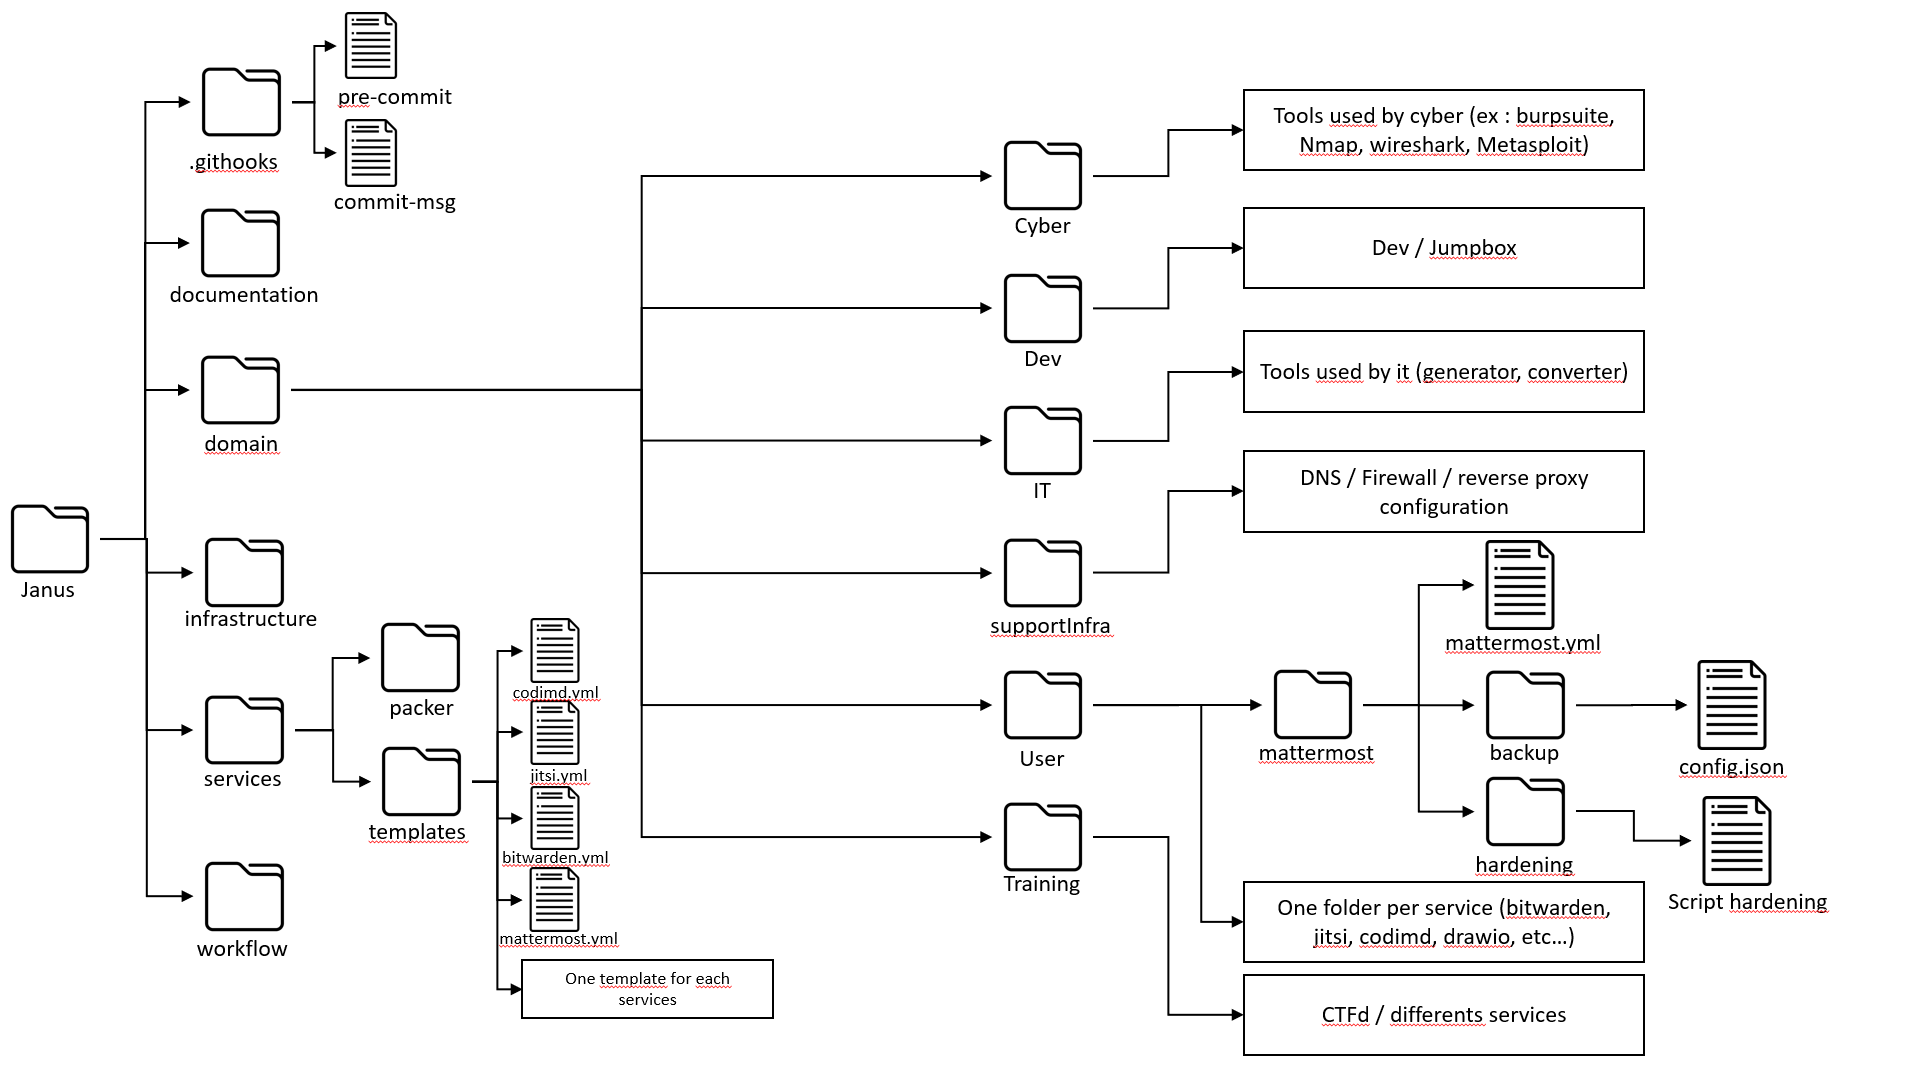 pre-commit
.githooks
commit-msg
documentation
domain
Janus
infrastructure
packer
services
templates
codimd.yml
jitsi.yml
bitwarden.yml
mattermost.yml
One template for each
services
workflow
Cyber
Tools used by cyber (ex : burpsuite,
Nmap, wireshark, Metasploit)
Dev
Dev / Jumpbox
IT
Tools used by it (generator, converter)
supportInfra
DNS / Firewall / reverse proxy
configuration
User
mattermost
mattermost.yml
backup
config.json
hardening
Script hardening
One folder per service (bitwarden,
jitsi, codimd, drawio, etc...)
Training
CTFd / differents services